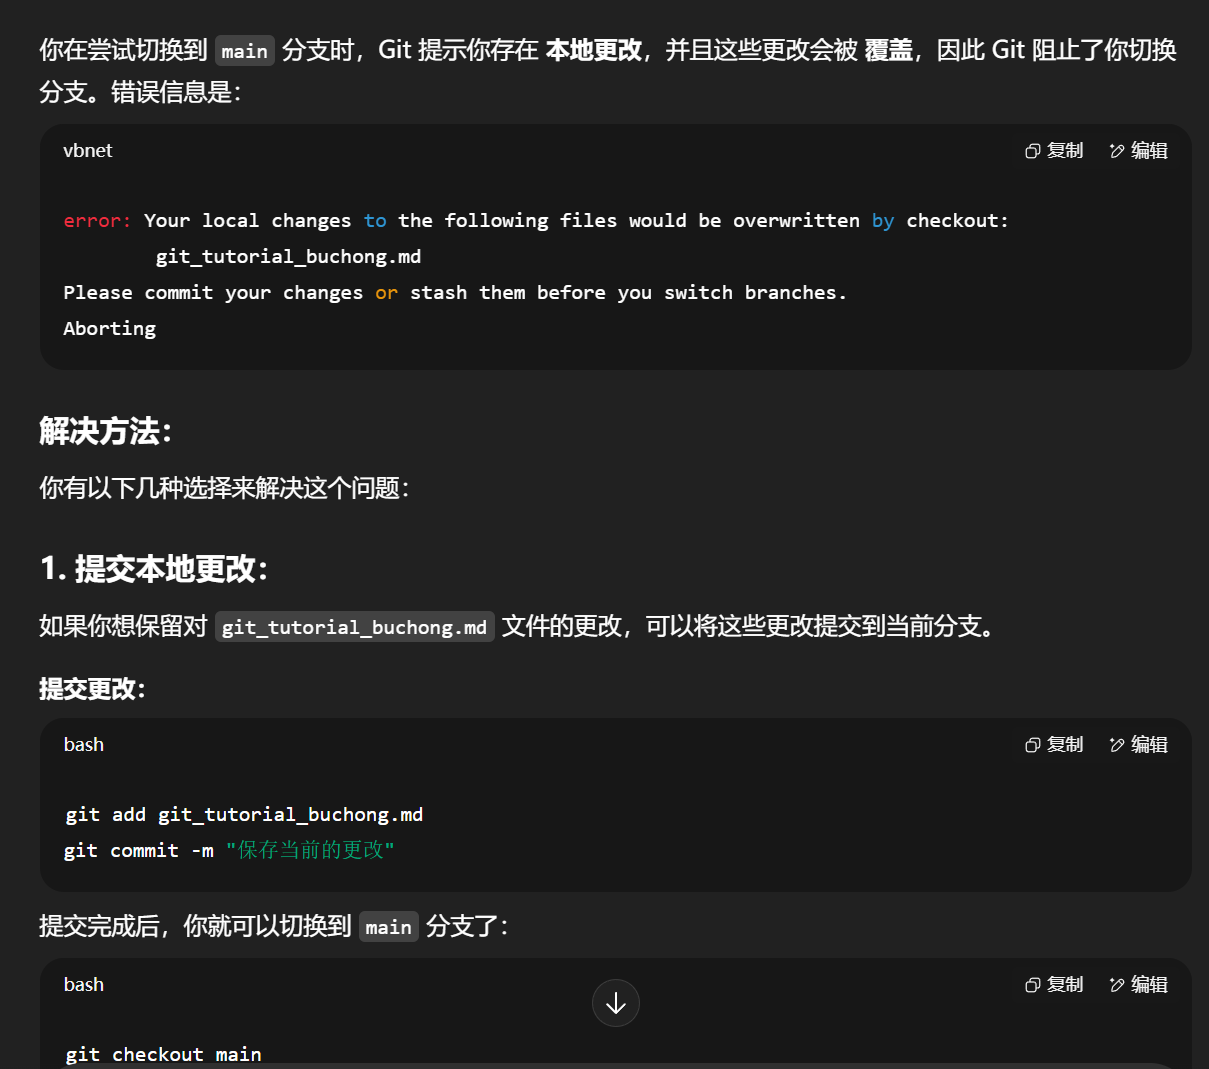 你在尝试切换到 main 分支时，Git 提示你存在 本地更改，并且这些更改会被 覆盖，因此 Git 阻止了你切换
分支。错误信息是：
vbnet 复制 编辑
error: Your local changes to the following files would be overwritten by checkout:
git_tutorial_buchong.md
Please commit your changes or stash them before you switch branches.
Aborting
解决方法：
你有以下几种选择来解决这个问题：
1. 提交本地更改：
如果你想保留对 git_tutorial_buchong.md 文件的更改，可以将这些更改提交到当前分支。
提交更改：
bash 复制 编辑
git add git_tutorial_buchong.md
git commit -m "保存当前的更改"
提交完成后，你就可以切换到 main 分支了：
bash 复制 编辑
git checkout main